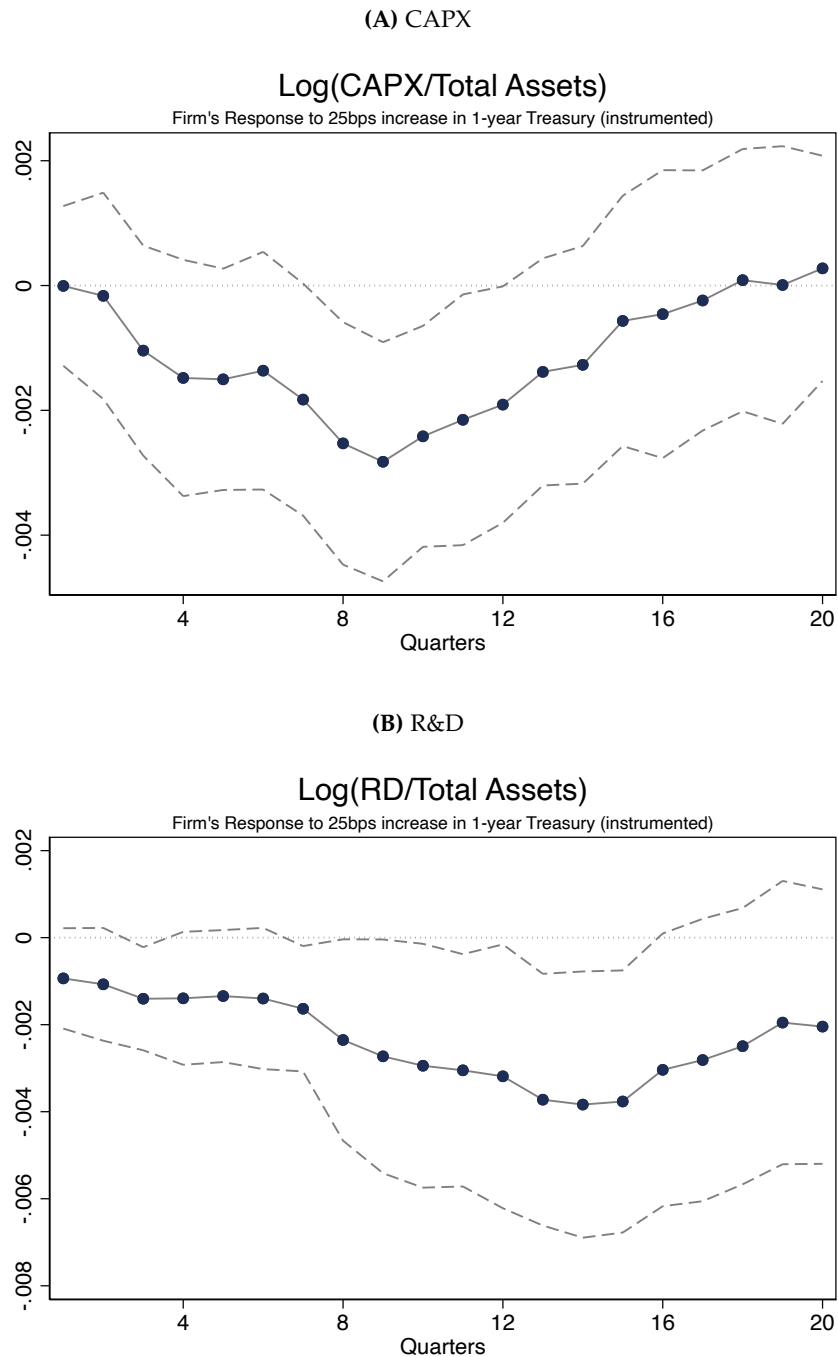 (A) CAPX
Log(CAPX/Total Assets)
Firm's Response to 25bps increase in 1-year Treasury (instrumented)
.002
0
-.002
-.004
4 8 12 16 20
Quarters
(B) R&D
Log(RD/Total Assets)
Firm's Response to 25bps increase in 1-year Treasury (instrumented)
.002
0
-.002
-.004
-.006
-.008
4 8 12 16 20
Quarters